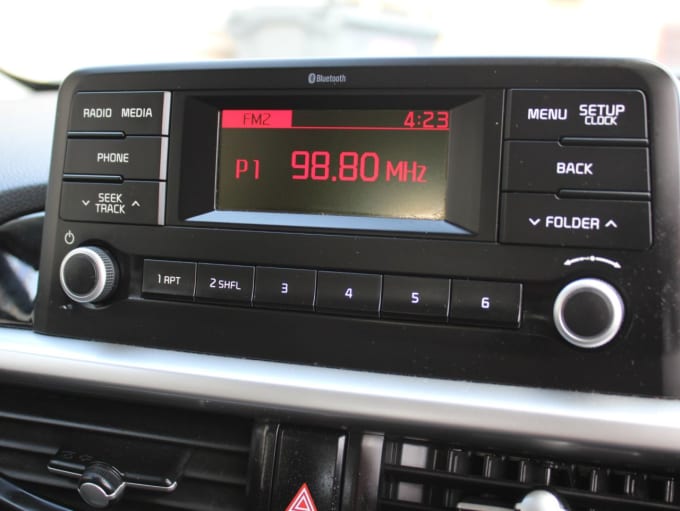 Bluetooth
RADIO MEDIA
PHONE
SEEK
TRACK
FM2 4:23
P1 98.80 MHz
MENU SETUP
CLOCK
BACK
FOLDER
1 RPT 2 SHFL 3 4 5 6